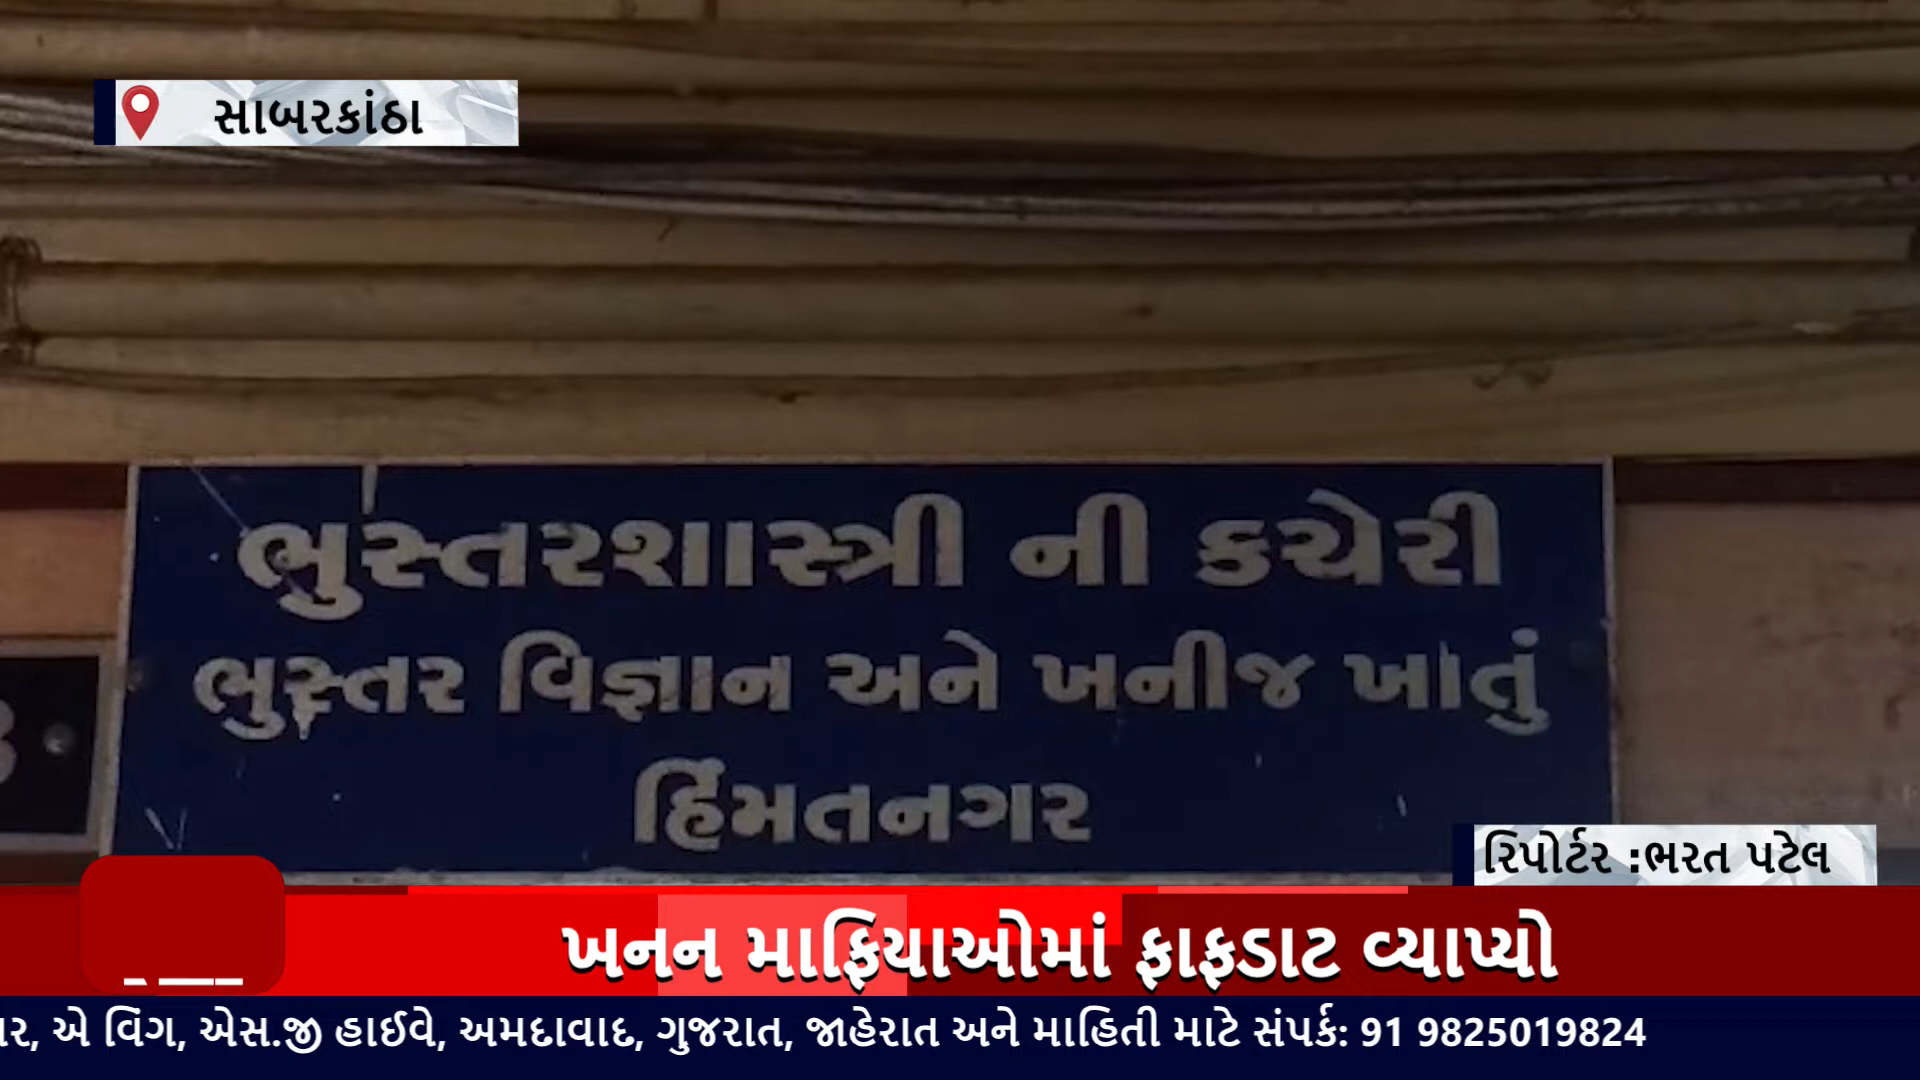 સાબરકાંઠા
ભુસ્તરશાસ્ત્રી ની કચેરી
ભુસ્તર વિજ્ઞાન અને ખનીજ ખાતું
હિંમતનગર
રિપોર્ટર :ભરત પટેલ
ખનન માફિયાઓમાં ફાફડાટ વ્યાપ્યો
એ વિંગ, એસ.જી હાઈવે, અમદાવાદ, ગુજરાત, જાહેરાત અને માહિતી માટે સંપર્ક: 91 9825019824